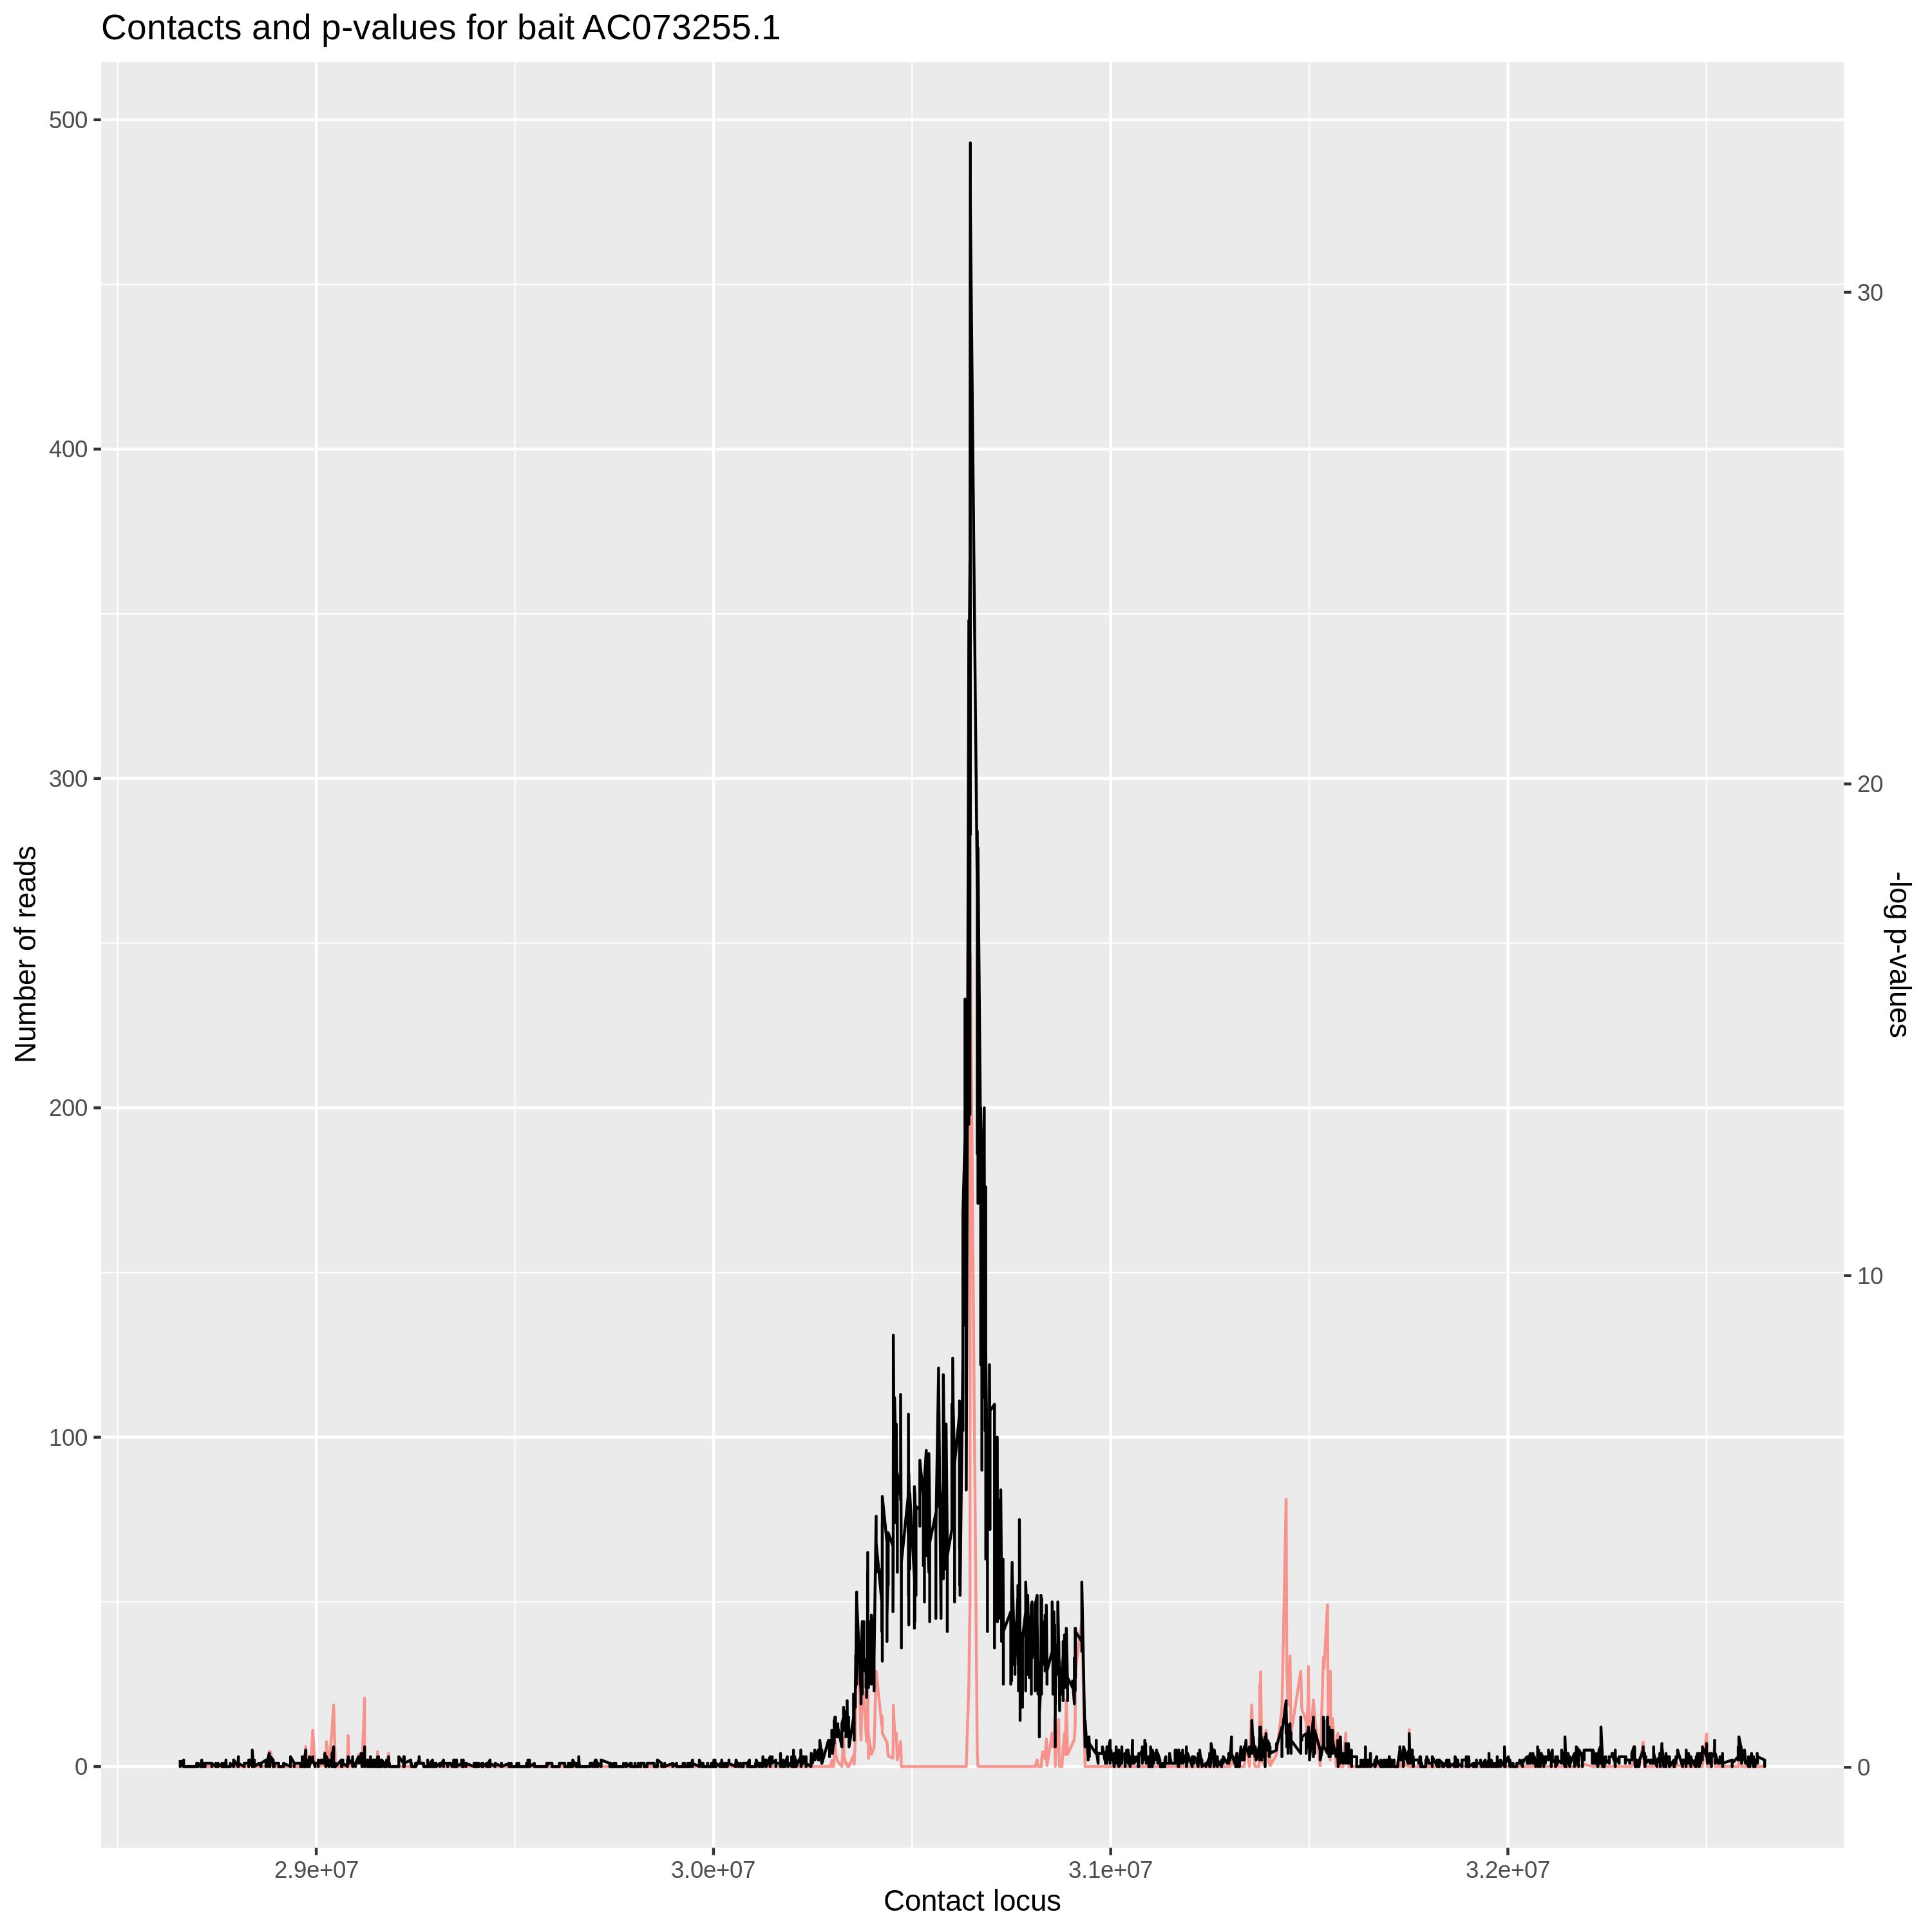 Contacts and p-values for bait AC073255.1
500
400
300
200
100
0
30
20
10
0
Number of reads
-log p-values
2.9e+07
3.0e+07
3.1e+07
3.2e+07
Contact locus